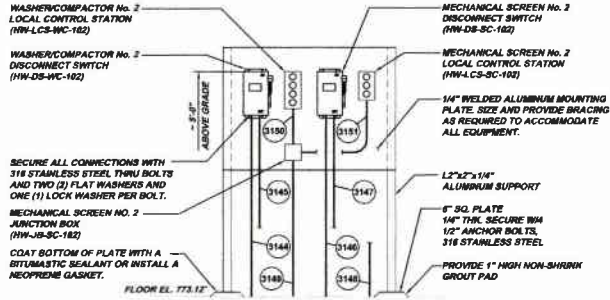 WASHER/COMPACTOR No. 2
LOCAL CONTROL STATION
(HW-LCS-WC-102)
WASHER/COMPACTOR No. 2
DISCONNECT SWITCH
(HW-DS-WC-102)
~ 5'-0"
ABOVE GRADE
SECURE ALL CONNECTIONS WITH
316 STAINLESS STEEL THRU BOLTS
AND TWO (2) FLAT WASHERS AND
ONE (1) LOCK WASHER PER BOLT.
MECHANICAL SCREEN NO. 2
JUNCTION BOX
(HW-JB-SC-102)
COAT BOTTOM OF PLATE WITH A
BITUMASTIC SEALANT OR INSTALL A
NEOPRENE GASKET.
FLOOR EL. 773.12'
3150
3151
3145
3147
3144
3146
3149
3148
MECHANICAL SCREEN No. 2
DISCONNECT SWITCH
(HW-DS-SC-102)
MECHANICAL SCREEN No. 2
LOCAL CONTROL STATION
(HW-LCS-SC-102)
1/4" WELDED ALUMINUM MOUNTING
PLATE. SIZE AND PROVIDE BRACING
AS REQUIRED TO ACCOMMODATE
ALL EQUIPMENT.
L2"x2"x1/4"
ALUMINUM SUPPORT
6" SQ. PLATE
1/4" THK. SECURE W/4
1/2" ANCHOR BOLTS,
316 STAINLESS STEEL
PROVIDE 1" HIGH NON-SHRINK
GROUT PAD